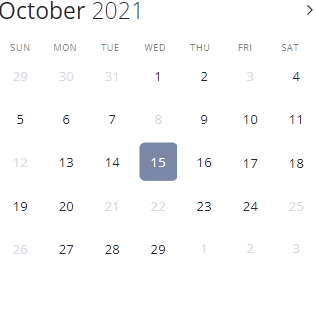 October 2021
SUN MON TUE WED THU FRI SAT
29 30 31 1 2 3 4
5 6 7 8 9 10 11
12 13 14 15 16 17 18
19 20 21 22 23 24 25
26 27 28 29 1 2 3